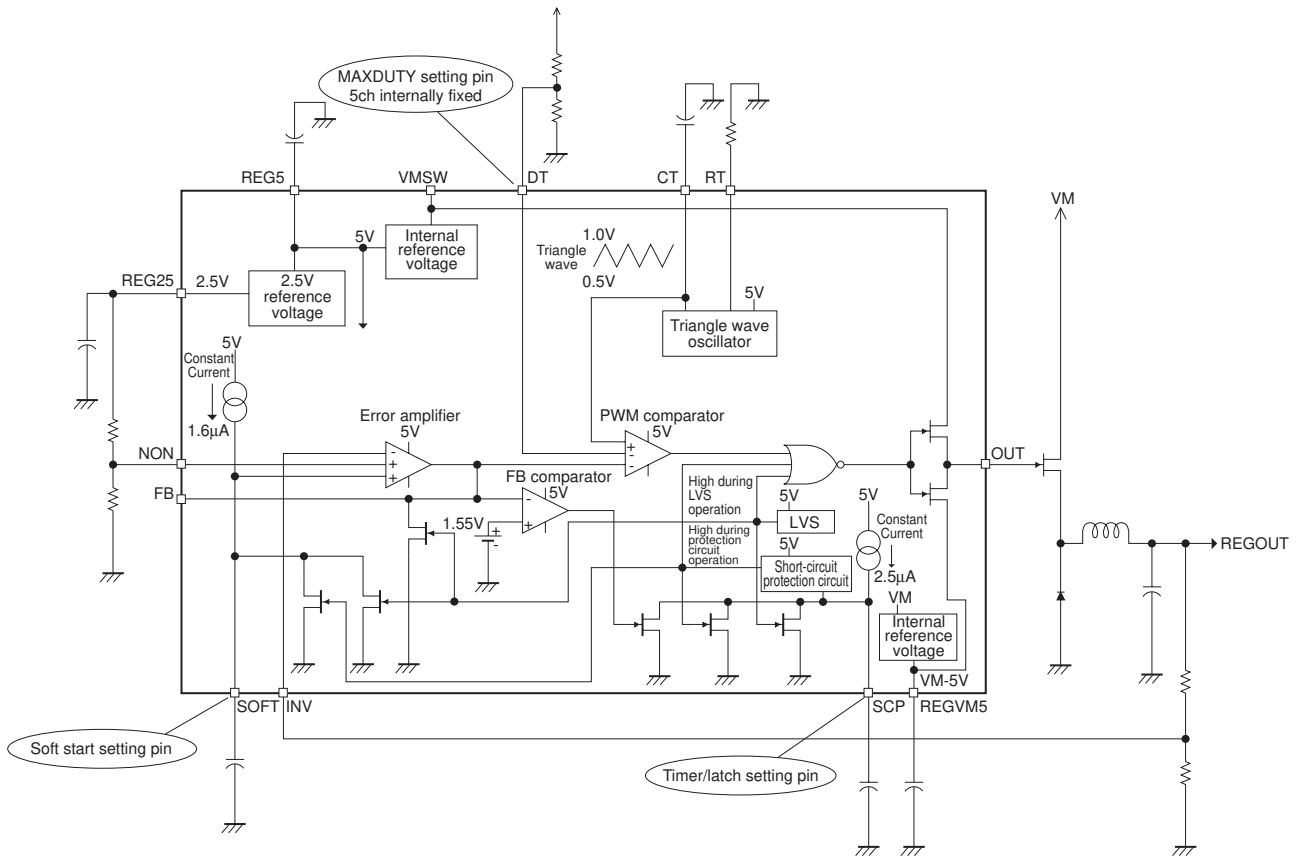 MAXDUTY setting pin
5ch internally fixed
REG5
VMSW
DT
CT
RT
VM
5V
Internal
reference
voltage
Triangle
wave
1.0V
0.5V
REG25
2.5V
2.5V
reference
voltage
5V
Triangle wave
oscillator
5V
Constant
Current
1.6μA
Error amplifier
5V
-
+
+
PWM comparator
5V
+
-
-
NON
FB
FB comparator
5V
-
+
1.55V
+
-
High during
LVS
operation
5V
LVS
High during
protection
circuit
operation
5V
Short-circuit
protection circuit
5V
Constant
Current
2.5μA
VM
Internal
reference
voltage
VM-5V
OUT
REGOUT
SOFT
INV
SCP
REGVM5
Soft start setting pin
Timer/latch setting pin